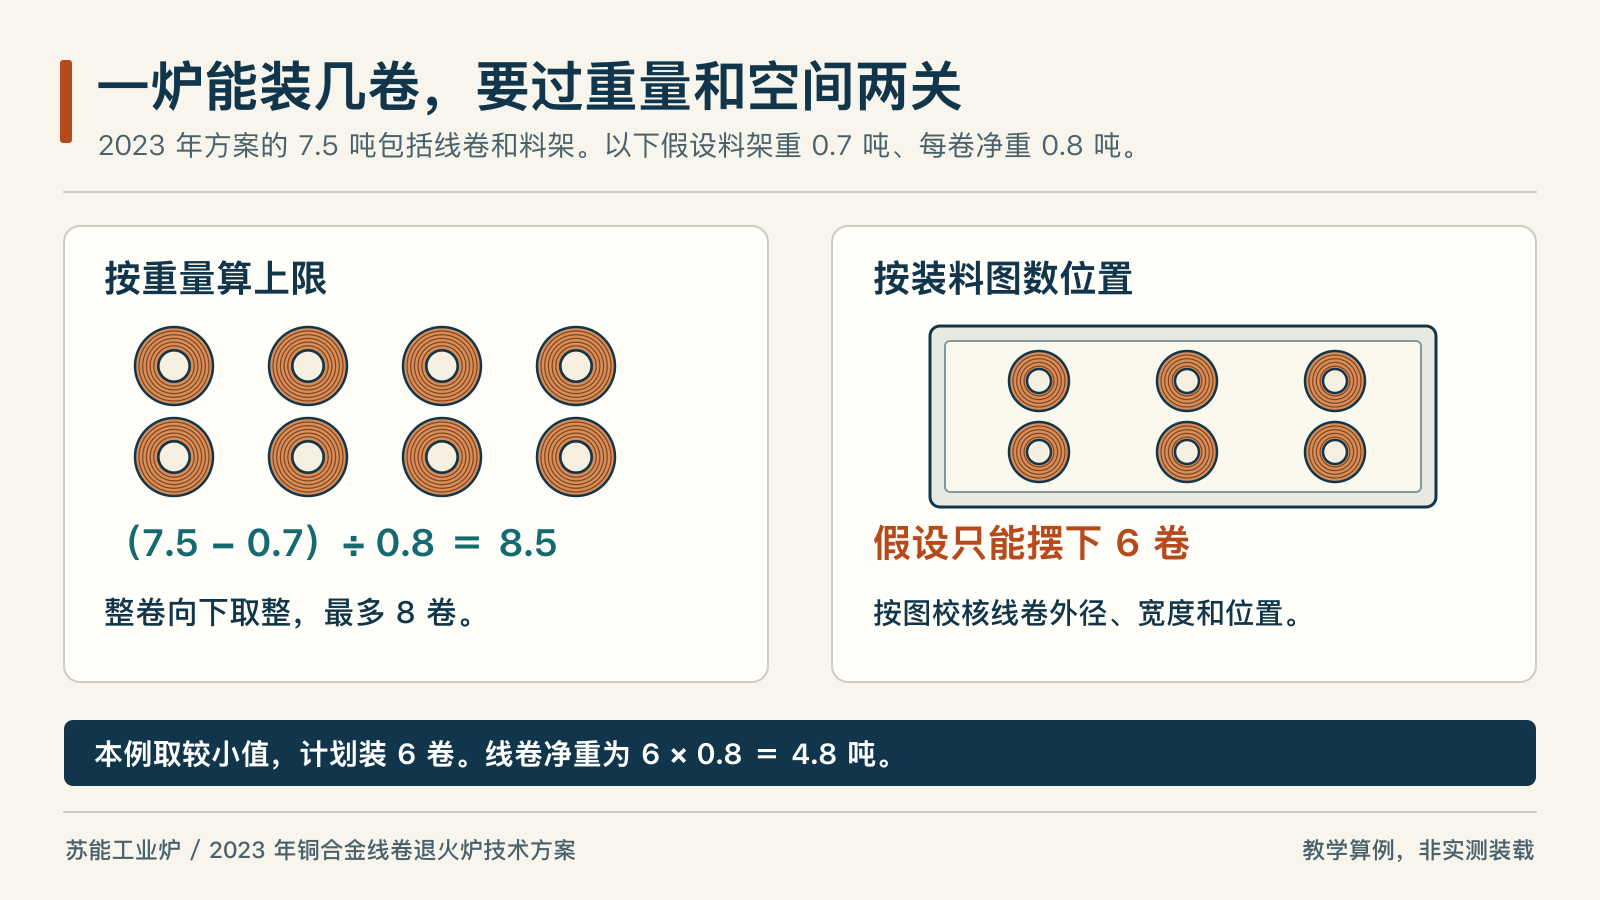 一炉能装几卷，要过重量和空间两关
2023 年方案的 7.5 吨包括线卷和料架。以下假设料架重 0.7 吨、每卷净重 0.8 吨。
按重量算上限
（7.5 – 0.7）÷ 0.8 ＝ 8.5
整卷向下取整，最多 8 卷。
按装料图数位置
假设只能摆下 6 卷
按图校核线卷外径、宽度和位置。
本例取较小值，计划装 6 卷。线卷净重为 6 × 0.8 ＝ 4.8 吨。
苏能工业炉 / 2023 年铜合金线卷退火炉技术方案
教学算例，非实测装载